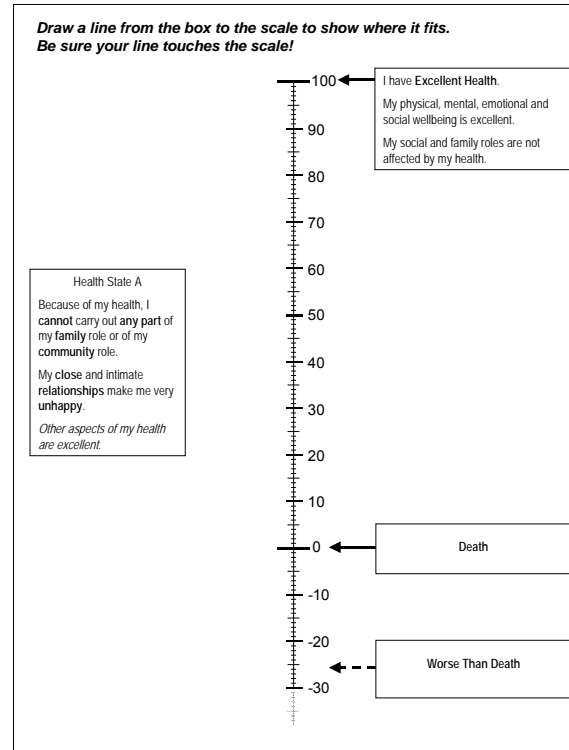 Draw a line from the box to the scale to show where it fits.
Be sure your line touches the scale!
100
90
80
70
60
50
40
30
20
10
0
-10
-20
-30
I have Excellent Health.
My physical, mental, emotional and
social wellbeing is excellent.
My social and family roles are not
affected by my health.
Health State A
Because of my health, I
cannot carry out any part of
my family role or of my
community role.
My close and intimate
relationships make me very
unhappy.
Other aspects of my health
are excellent.
Death
Worse Than Death